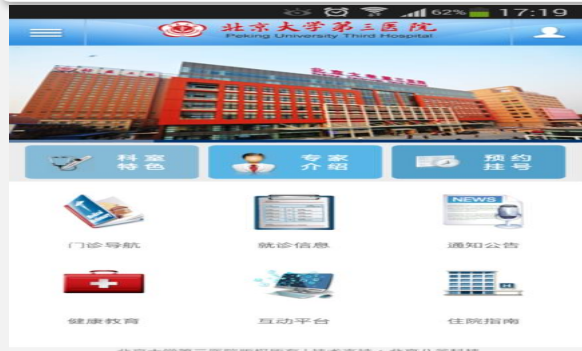 62% 17:19
北京大学第三医院
Peking University Third Hospital
科室 专家 预约
特色 介绍 挂号
NEWS
门诊导航 就诊信息 通知公告
健康教育 互动平台 住院指南